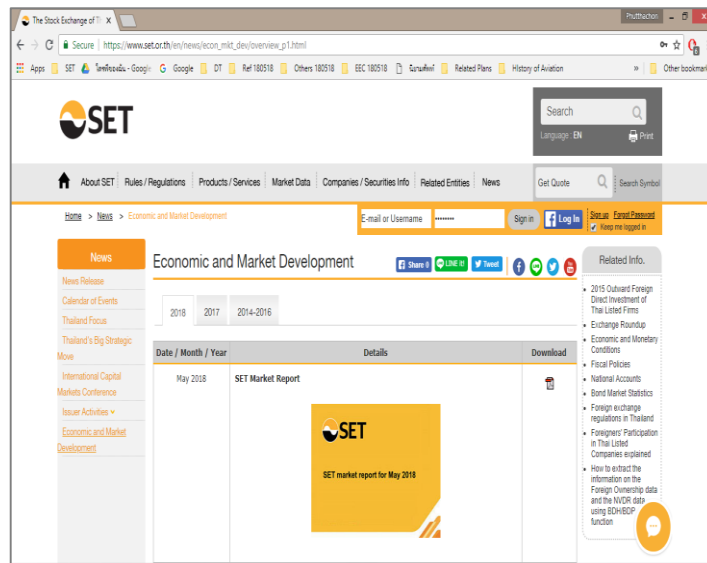 The Stock Exchange of Th X
Phutthachon
Secure | https://www.set.or.th/en/news/econ_mkt_dev/overview_p1.html
Apps SET - Googl G Google DT Ref 180518 Others 180518 EEC 180518 Related Plans History of Aviation » Other bookmark
SET
Search
Language : EN Print
About SET Rules / Regulations Products / Services Market Data Companies / Securities Info Related Entities News Get Quote Search Symbol
Home > News > Economic and Market Development
E-mail or Username •••••••• Sign in f Log In Sign up Forgot Password
Keep me logged in
News
News Release
Calendar of Events
Thailand Focus
Thailand's Big Strategic
Move
International Capital
Markets Conference
Issuer Activities
Economic and Market
Development
Economic and Market Development
Share 0 LINE it! Tweet
2018 2017 2014-2016
Date / Month / Year Details Download
May 2018 SET Market Report
SET
SET market report for May 2018
Related Info.
2015 Outward Foreign
Direct Investment of
Thai Listed Firms
Exchange Roundup
Economic and Monetary
Conditions
Fiscal Policies
National Accounts
Bond Market Statistics
Foreign exchange
regulations in Thailand
Foreigners' Participation
in Thai Listed
Companies explained
How to extract the
information on the
Foreign Ownership data
and the NVDR data
using BDH/BDP
function